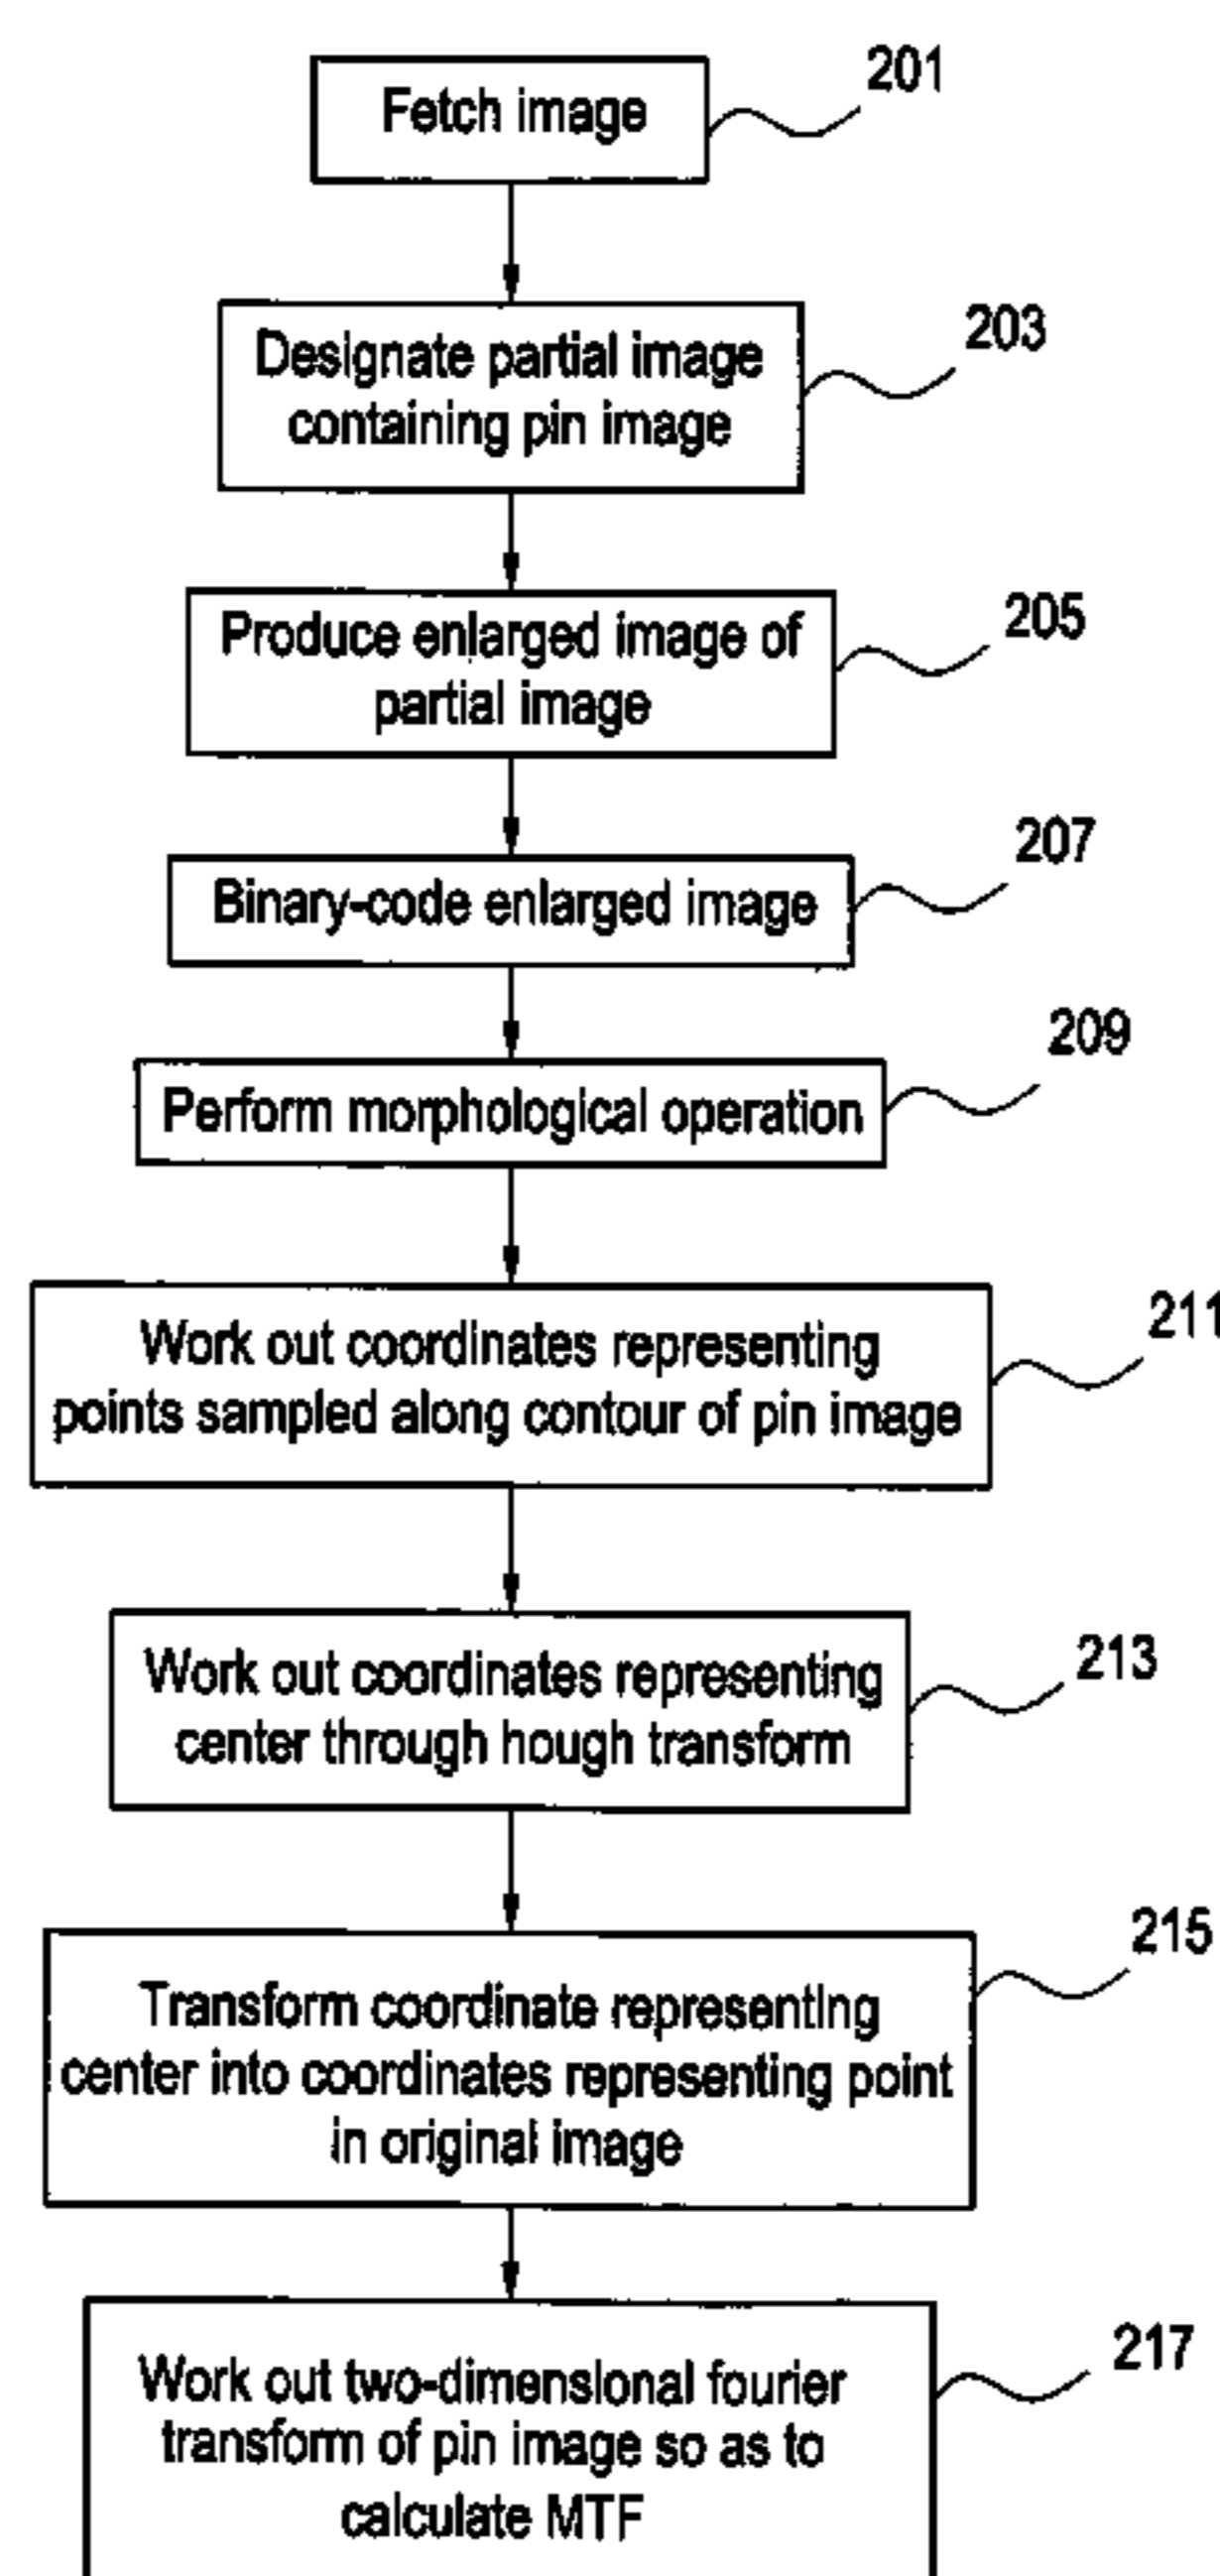 Fetch image
201
Designate partial image
containing pin image
203
Produce enlarged image of
partial image
205
Binary-code enlarged image
207
Perform morphological operation
209
Work out coordinates representing
points sampled along contour of pin image
211
Work out coordinates representing
center through hough transform
213
Transform coordinate representing
center into coordinates representing point
in original image
215
Work out two-dimensional fourier
transform of pin image so as to
calculate MTF
217